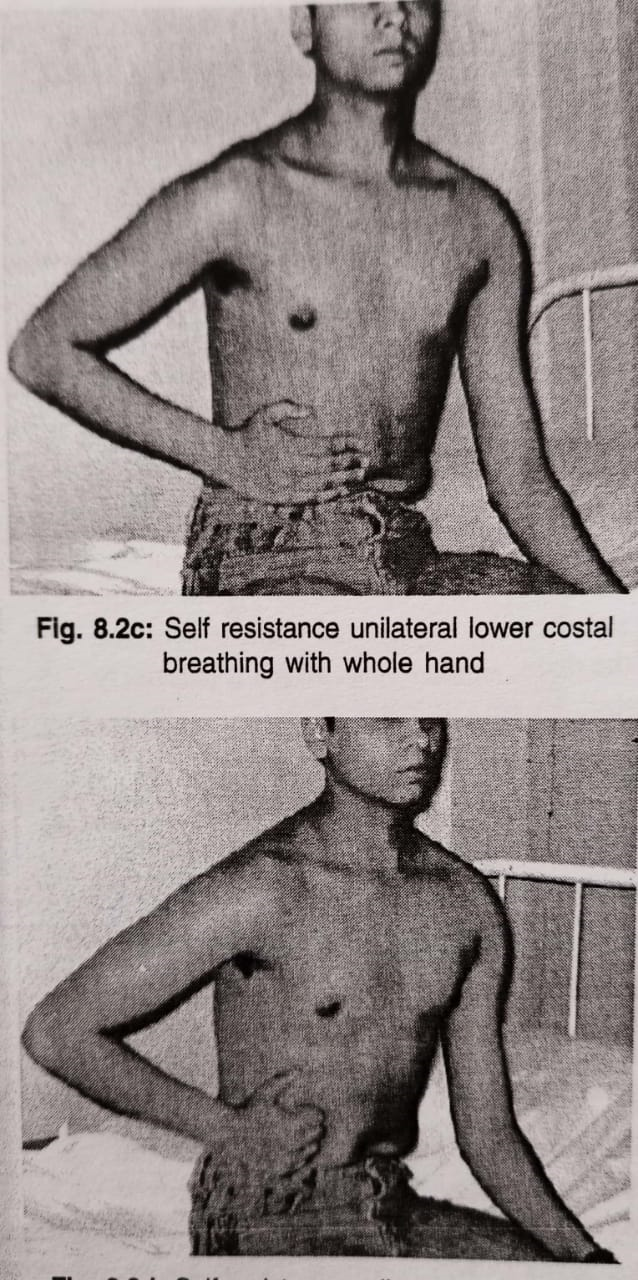 Fig. 8.2c: Self resistance unilateral lower costal
breathing with whole hand